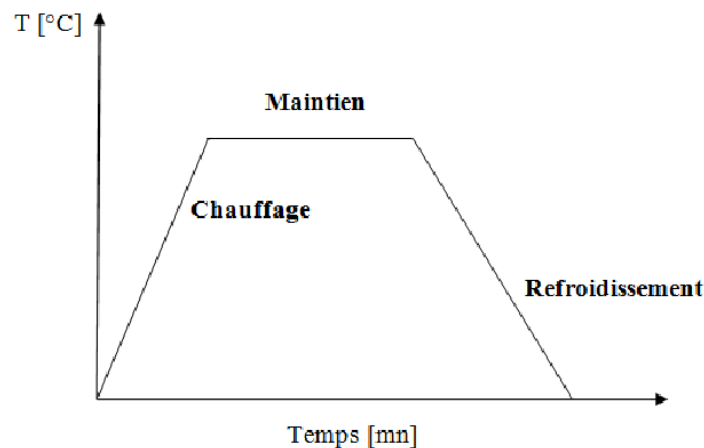 T [°C]
Maintien
Chauffage
Refroidissement
Temps [mn]